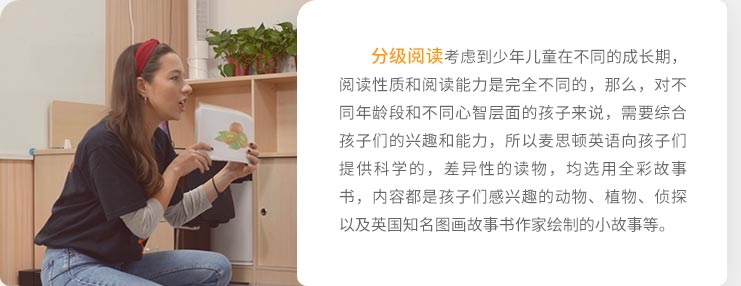 分级阅读考虑到少年儿童在不同的成长期，
阅读性质和阅读能力是完全不同的，那么，对不
同年龄段和不同心智层面的孩子来说，需要综合
孩子们的兴趣和能力，所以麦思顿英语向孩子们
提供科学的，差异性的读物，均选用全彩故事
书，内容都是孩子们感兴趣的动物、植物、侦探
以及英国知名图画故事书作家绘制的小故事等。